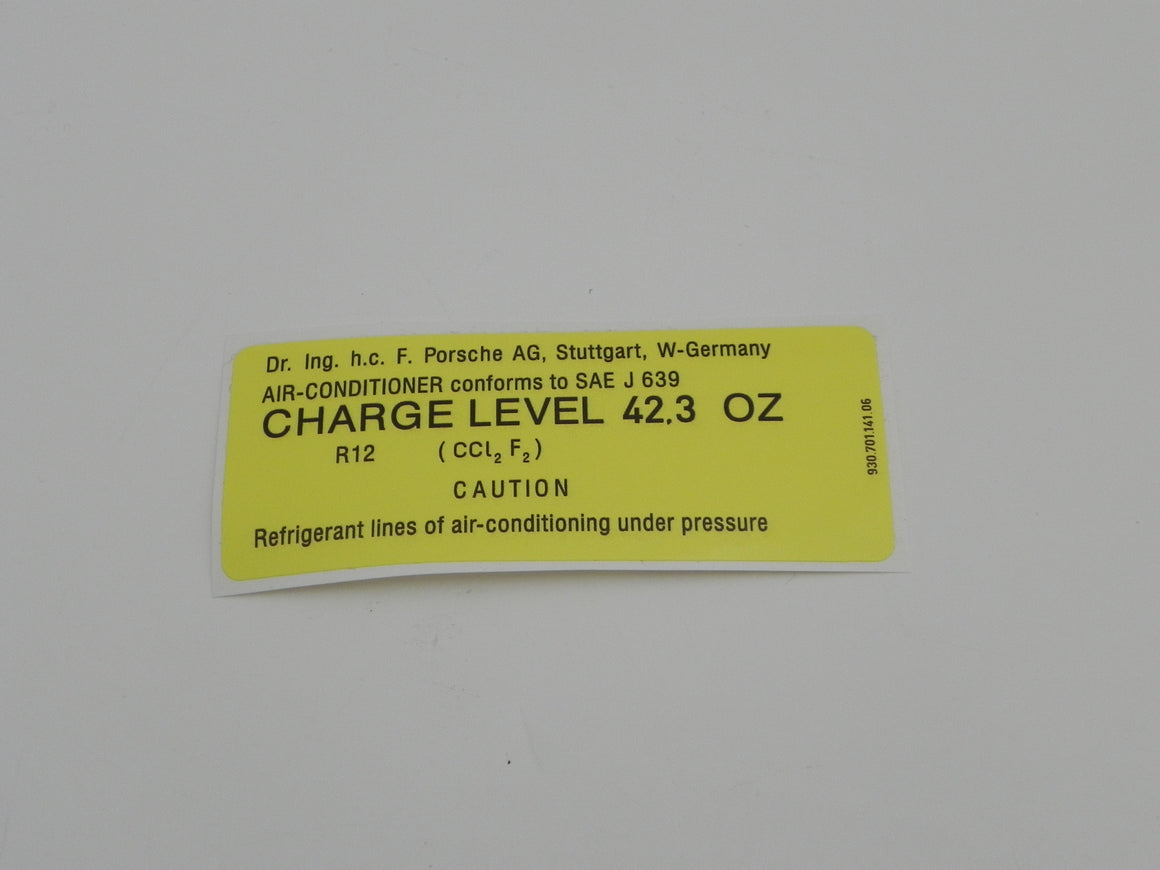 Dr. Ing. h.c. F. Porsche AG, Stuttgart, W-Germany
AIR-CONDITIONER conforms to SAE J 639
CHARGE LEVEL 42.3 OZ
R12 (CCl₂ F₂)
CAUTION
Refrigerant lines of air-conditioning under pressure
930.701.141.06